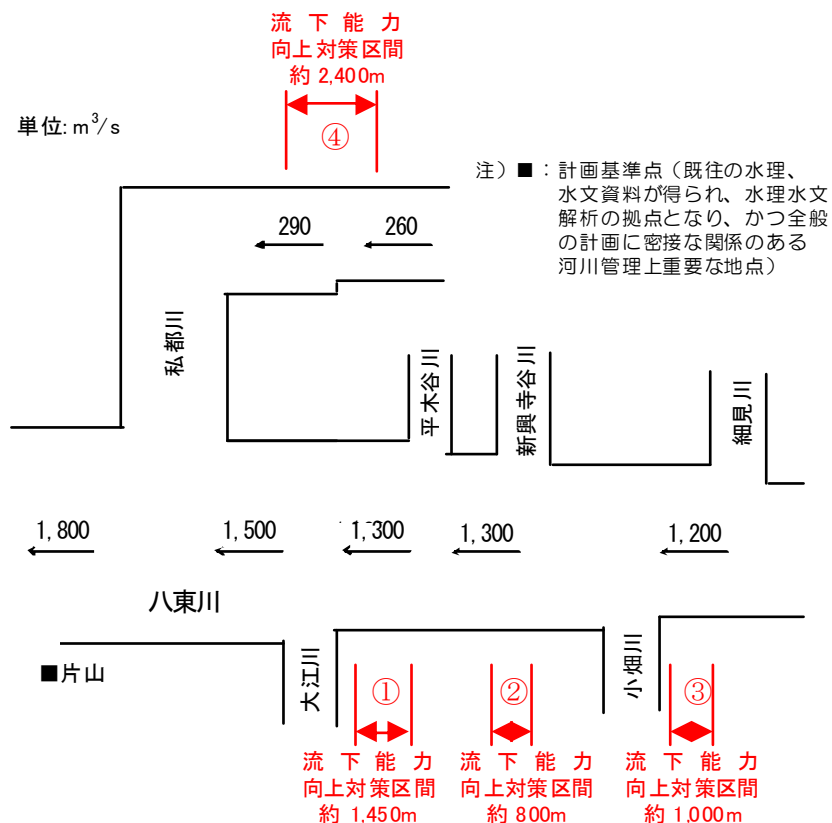 流下能力
向上対策区間
約 2,400m
単位: m³/s
④
注）■：計画基準点（既往の水理、
水文資料が得られ、水理水文
解析の拠点となり、かつ全般
の計画に密接な関係のある
河川管理上重要な地点）
290
260
私都川
平木谷川
新興寺谷川
細見川
1,800
1,500
1,300
1,300
1,200
八東川
■片山
大江川
小畑川
①
②
③
流下能力
向上対策区間
約 1,450m
流下能力
向上対策区間
約 800m
流下能力
向上対策区間
約 1,000m